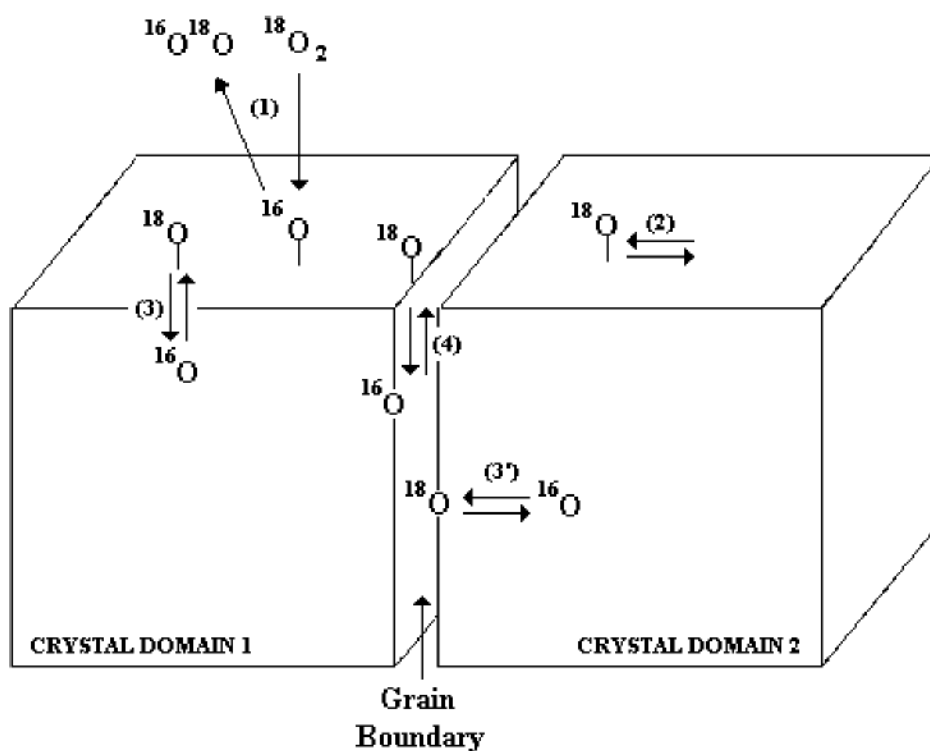 16O18O 18O2
(1)
16O
18O
18O
18O
(2)
(3)
(4)
16O
16O
18O
(3')
16O
CRYSTAL DOMAIN 1
CRYSTAL DOMAIN 2
Grain
Boundary